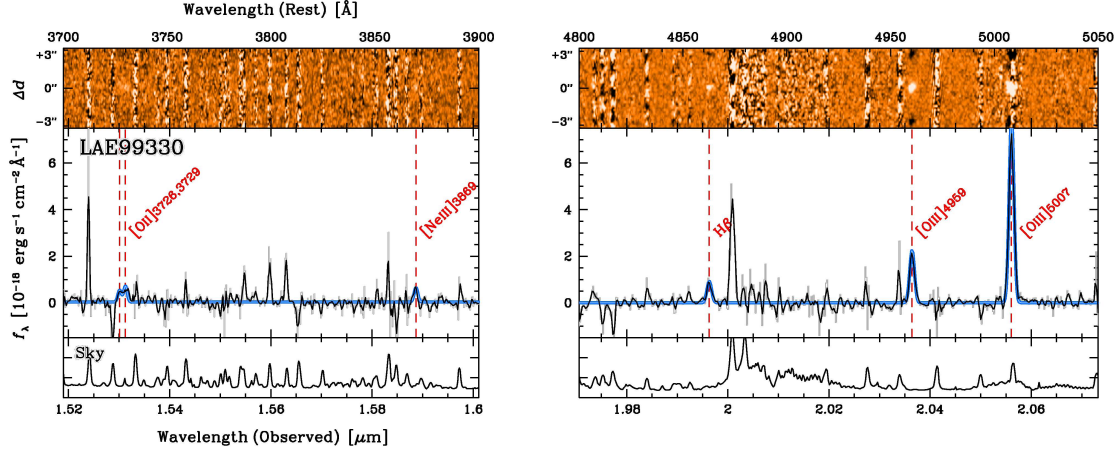 Wavelength (Rest) [Å]
3700 3750 3800 3850 3900
4800 4850 4900 4950 5000 5050
+3″
0″
-3″
Δd
+3″
0″
-3″
LAE99330
[OII]3726,3729
[NeIII]3869
Hβ
[OIII]4959
[OIII]5007
6
4
2
0
6
4
2
0
f_λ [10⁻¹⁸ erg s⁻¹ cm⁻² Å⁻¹]
Sky
1.52 1.54 1.56 1.58 1.6
1.98 2 2.02 2.04 2.06
Wavelength (Observed) [μm]